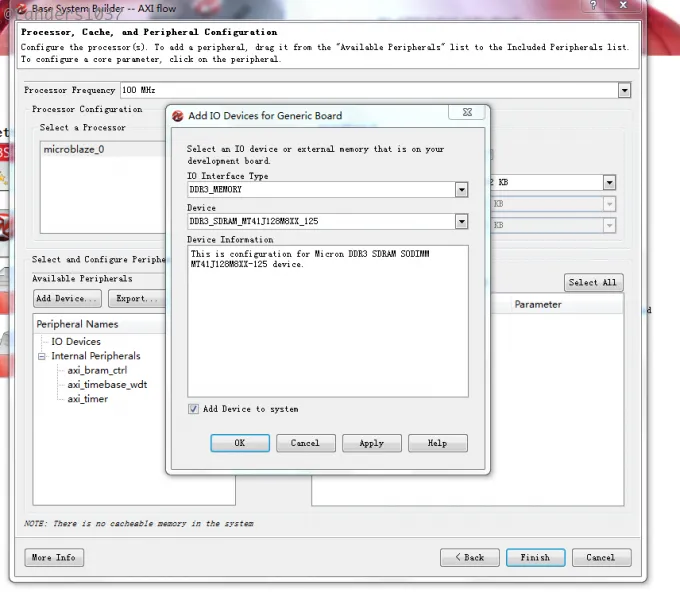 @Landers1037
Base System Builder -- AXI flow
Processor, Cache, and Peripheral Configuration
Configure the processor(s). To add a peripheral, drag it from the "Available Peripherals" list to the Included Peripherals list.
To configure a core parameter, click on the peripheral.
Processor Frequency 100 MHz
Processor Configuration
Select a Processor
microblaze_0
KB
KB
KB
Select and Configure Periphe
Available Peripherals
Add Device... Export...
Select All
Peripheral Names
Parameter
IO Devices
Internal Peripherals
axi_bram_ctrl
axi_timebase_wdt
axi_timer
Add IO Devices for Generic Board
Select an IO device or external memory that is on your
development board.
IO Interface Type
DDR3_MEMORY
Device
DDR3_SDRAM_MT41J128M8XX_125
Device Information
This is configuration for Micron DDR3 SDRAM SODIMM
MT41J128M8XX-125 device.
Add Device to system
OK Cancel Apply Help
NOTE: There is no cacheable memory in the system
More Info < Back Finish Cancel